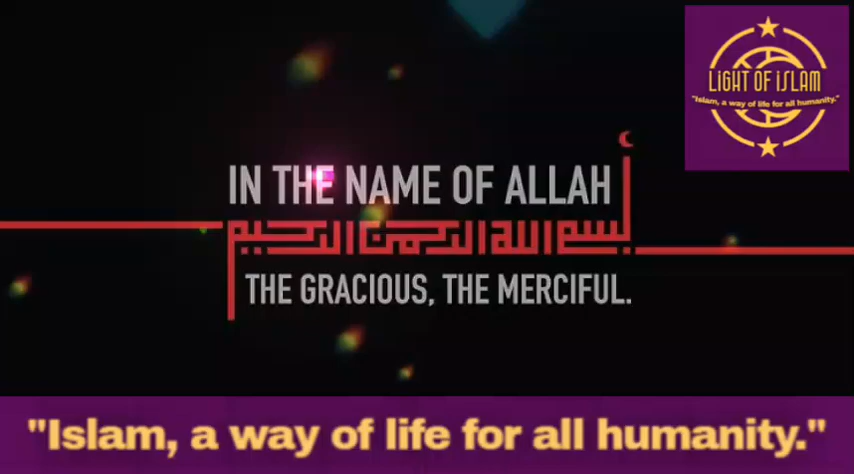 LIGHT OF iSLAM
"Islam, a way of life for all humanity."
IN THE NAME OF ALLAH
بسم الله الرحمن الرحيم
THE GRACIOUS, THE MERCIFUL.
"Islam, a way of life for all humanity."